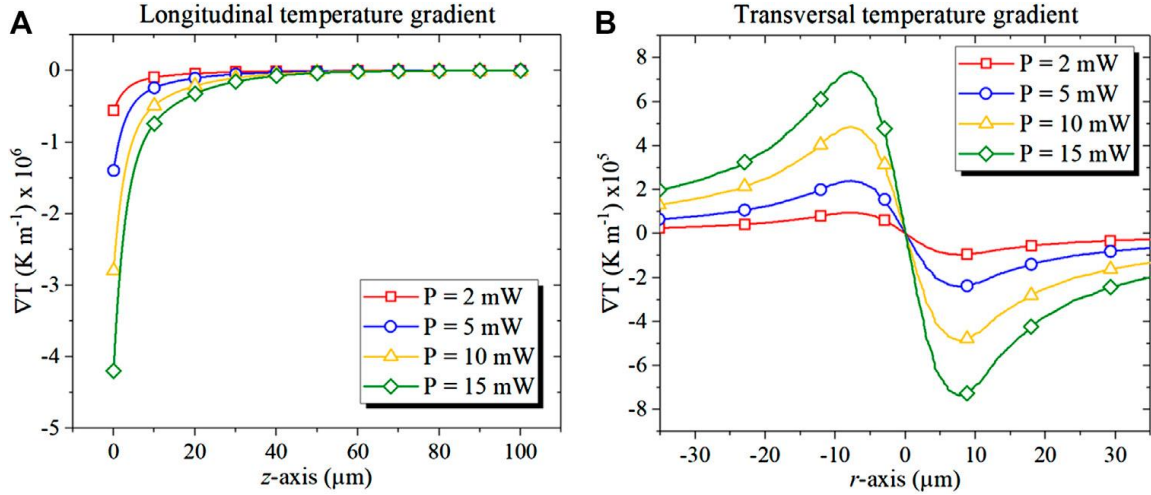 A
Longitudinal temperature gradient
0
-1
-2
-3
-4
-5
∇T (K m⁻¹) x 10⁶
P = 2 mW
P = 5 mW
P = 10 mW
P = 15 mW
0 20 40 60 80 100
z-axis (µm)
B
Transversal temperature gradient
8
6
4
2
0
-2
-4
-6
-8
∇T (K m⁻¹) x10⁵
P = 2 mW
P = 5 mW
P = 10 mW
P = 15 mW
-30 -20 -10 0 10 20 30
r-axis (µm)